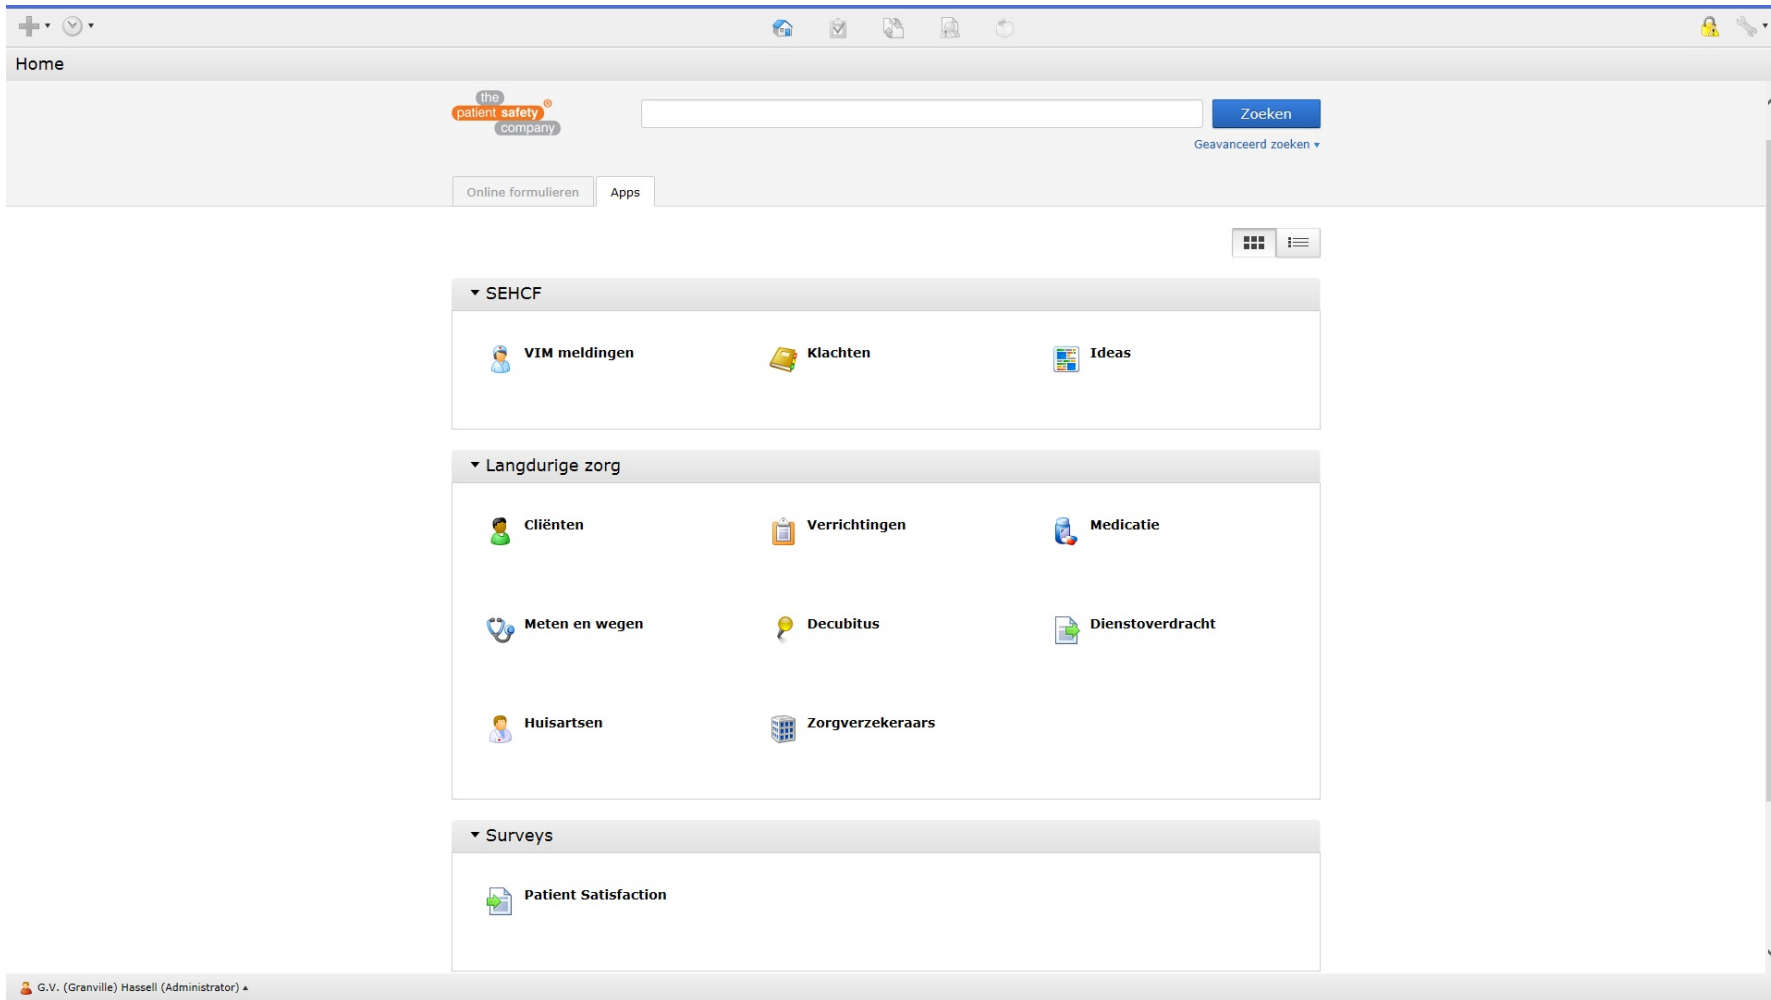 Home
the
patient safety®
company
Zoeken
Geavanceerd zoeken
Online formulieren Apps
SEHCF
VIM meldingen Klachten Ideas
Langdurige zorg
Cliënten Verrichtingen Medicatie
Meten en wegen Decubitus Dienstoverdracht
Huisartsen Zorgverzekeraars
Surveys
Patient Satisfaction
G.V. (Granville) Hassell (Administrator)